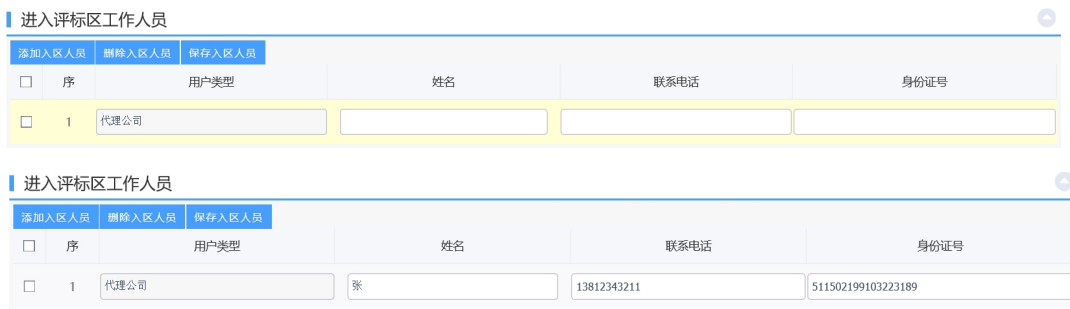 进入评标区工作人员
添加入区人员 删除入区人员 保存入区人员
序 用户类型 姓名 联系电话 身份证号
1 代理公司
进入评标区工作人员
添加入区人员 删除入区人员 保存入区人员
序 用户类型 姓名 联系电话 身份证号
1 代理公司 张 13812343211 511502199103223189